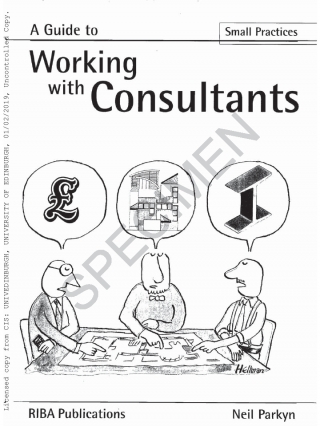 A Guide to
Small Practices
Working
with Consultants
£
SPECIMEN
Hellman
RIBA Publications
Neil Parkyn
Licensed copy from CIS: UNIVEDINBURGH, UNIVERSITY OF EDINBURGH, 01/02/2019, Uncontrolled Copy.